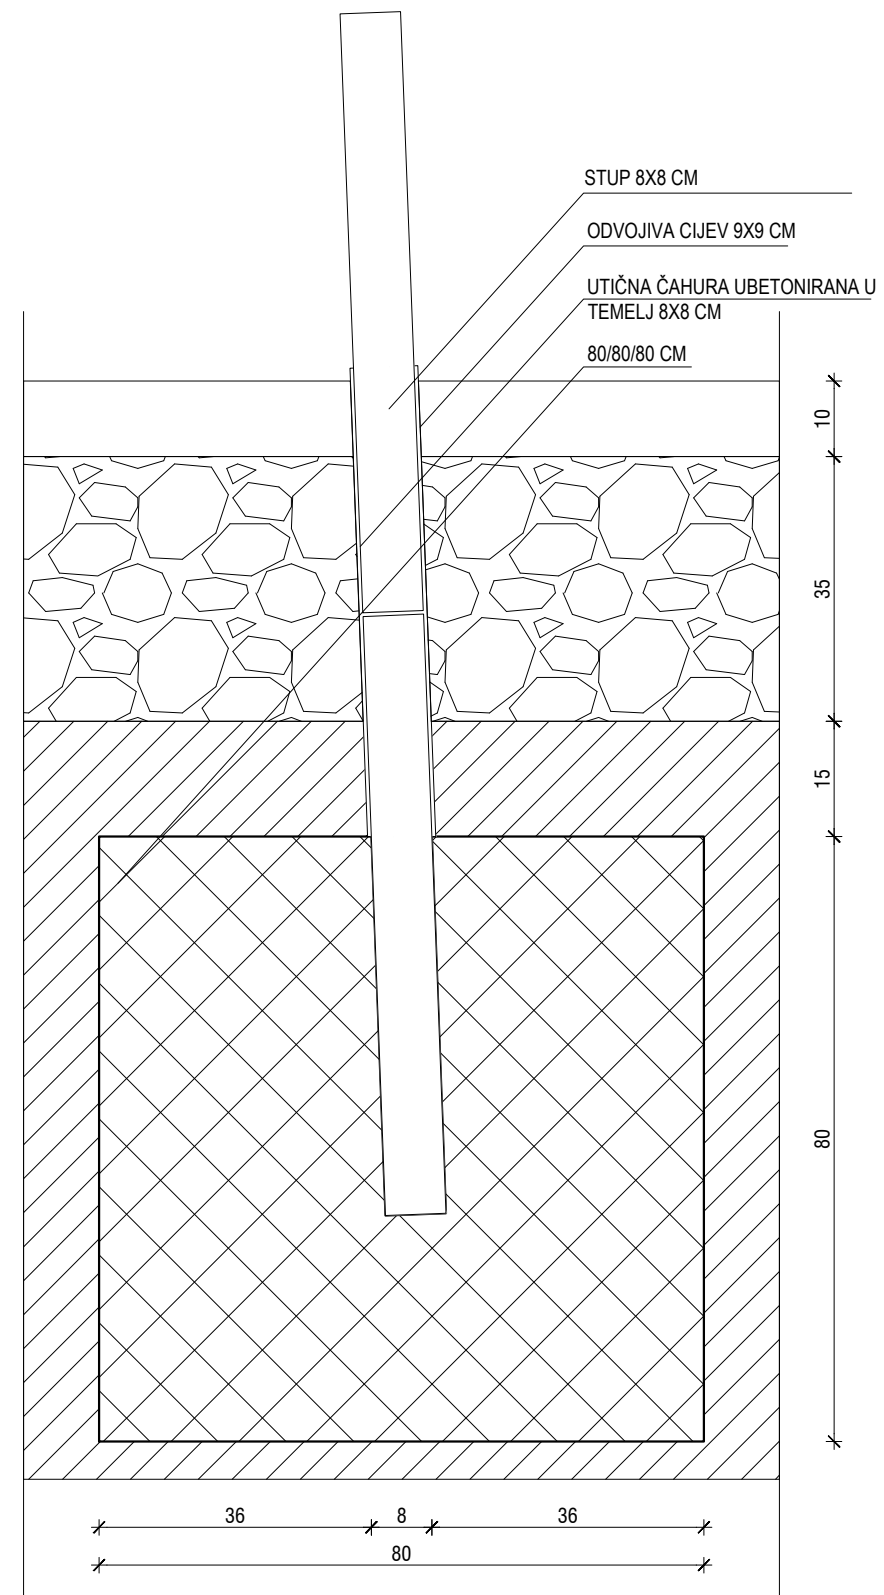 STUP 8X8 CM
ODVOJIVA CIJEV 9X9 CM
UTIČNA ČAHURA UBETONIRANA U
TEMELJ 8X8 CM
80/80/80 CM
10
35
15
80
36 8 36
80